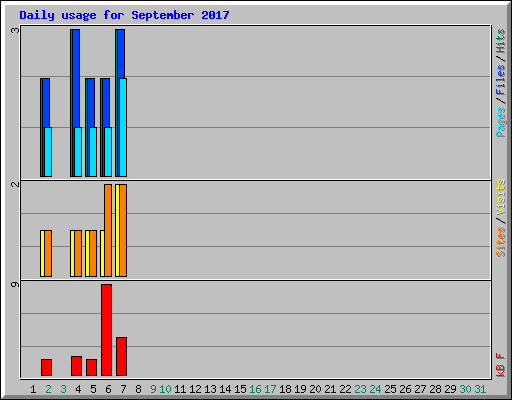 Daily usage for September 2017
3
Pages/Files/Hits
2
Sites/Visits
9
kB F
1 2 3 4 5 6 7 8 9 10 11 12 13 14 15 16 17 18 19 20 21 22 23 24 25 26 27 28 29 30 31